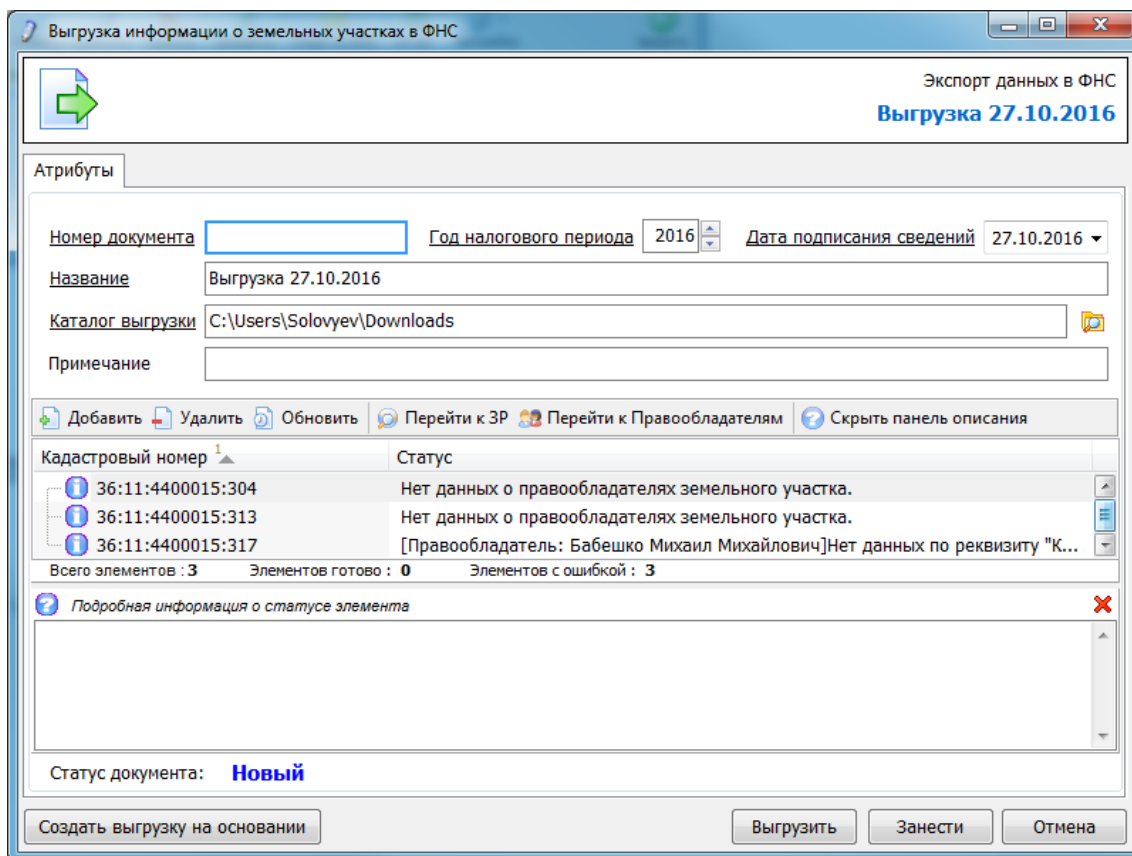 Выгрузка информации о земельных участках в ФНС
Экспорт данных в ФНС
Выгрузка 27.10.2016
Атрибуты
Номер документа Год налогового периода 2016 Дата подписания сведений 27.10.2016
Название Выгрузка 27.10.2016
Каталог выгрузки C:\Users\Solovyev\Downloads
Примечание
Добавить Удалить Обновить Перейти к ЗР Перейти к Правообладателям Скрыть панель описания
Кадастровый номер 1 Статус
36:11:4400015:304 Нет данных о правообладателях земельного участка.
36:11:4400015:313 Нет данных о правообладателях земельного участка.
36:11:4400015:317 [Правообладатель: Бабешко Михаил Михайлович]Нет данных по реквизиту "К...
Всего элементов : 3 Элементов готово : 0 Элементов с ошибкой : 3
Подробная информация о статусе элемента
Статус документа: Новый
Создать выгрузку на основании Выгрузить Занести Отмена